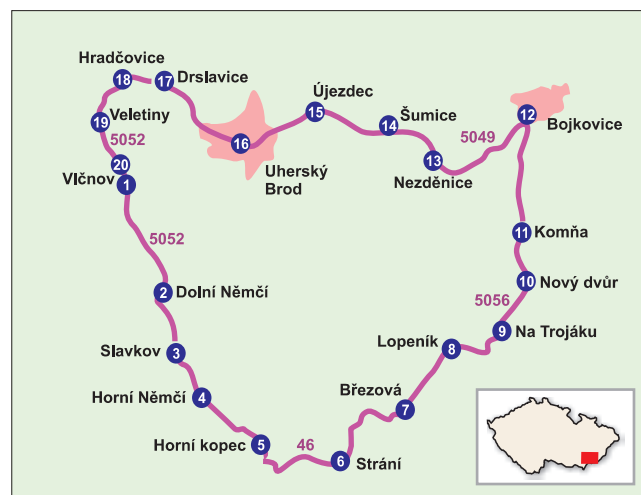 Hradčovice
18
17
Drslavice
Újezdec
15
Šumice
14
12
Bojkovice
19
Veletiny
5052
16
Uherský
Brod
5049
13
Nezděnice
20
Vlčnov
1
5052
11
Komňa
2
Dolní Němčí
10
Nový dvůr
5056
9
Na Trojáku
Slavkov
3
Lopeník
8
Horní Němčí
4
Březová
7
Horní kopec
5
46
6
Strání